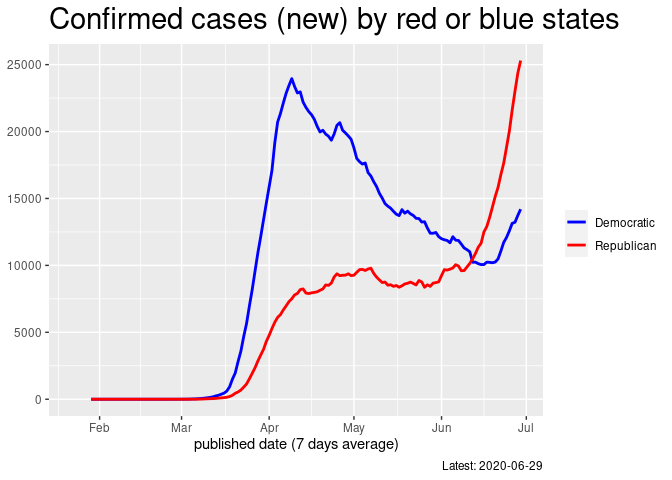 Confirmed cases (new) by red or blue states
25000
20000
15000
10000
5000
0
Feb Mar Apr May Jun Jul
published date (7 days average)
Democratic
Republican
Latest: 2020-06-29